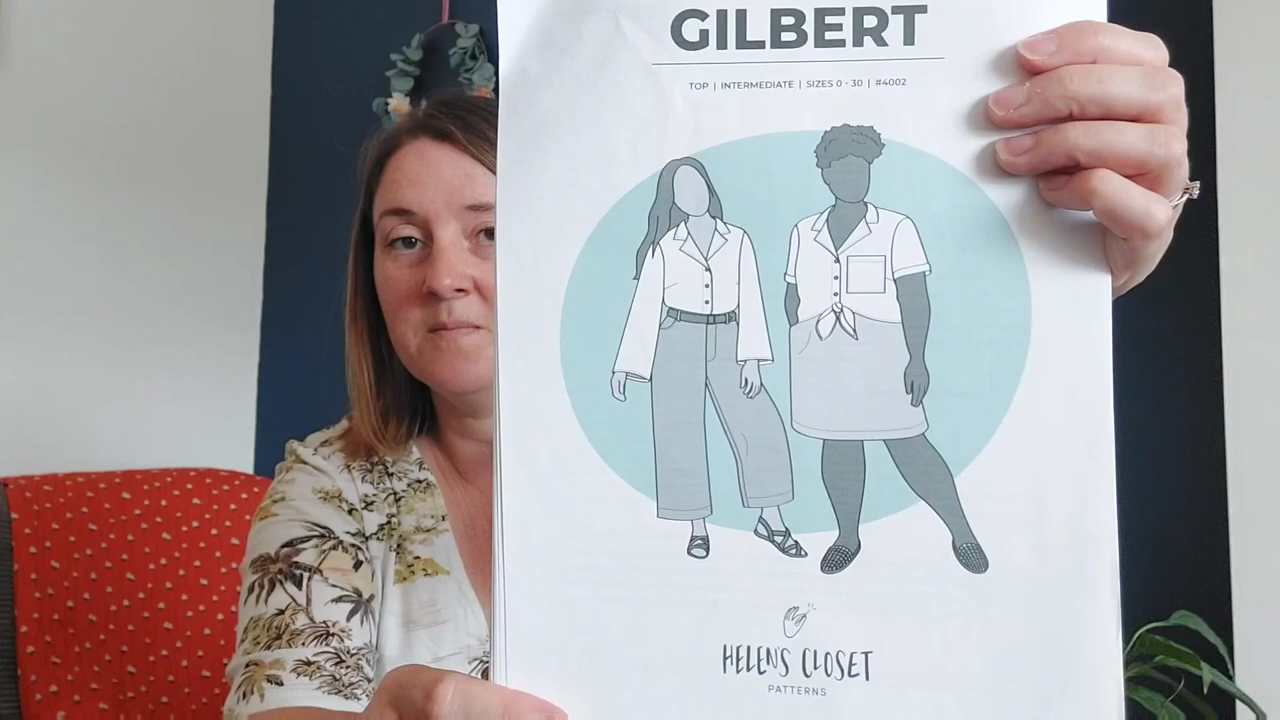 GILBERT
TOP | INTERMEDIATE | SIZES 0 - 30 | #4002
HELEN'S CLOSET
PATTERNS